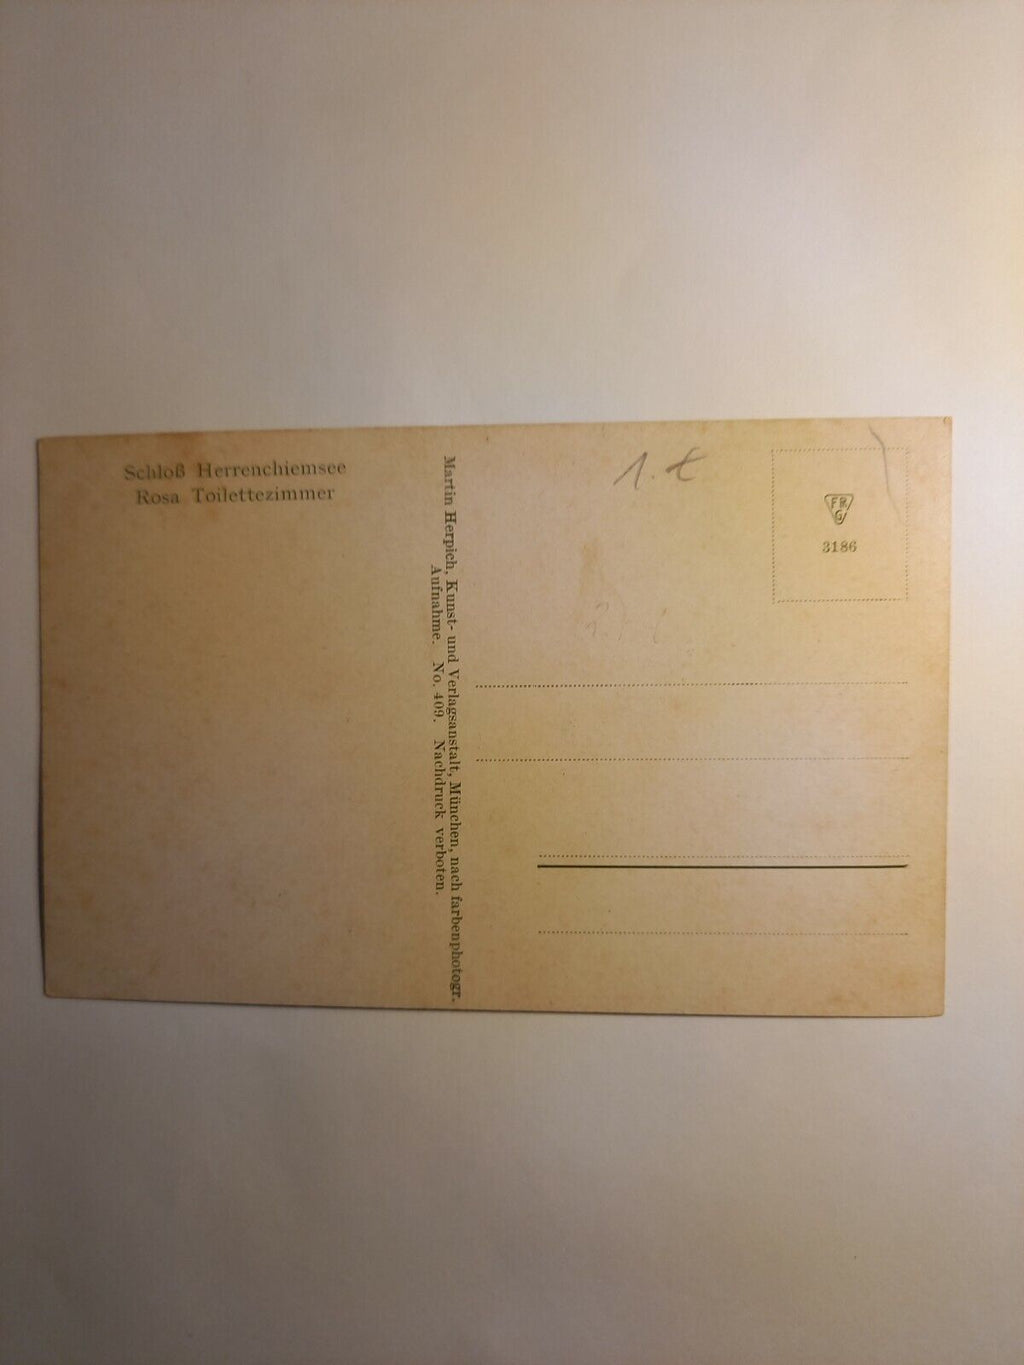 Schloß Herrenchiemsee
Rosa Toilettezimmer
Martin Herpich, Kunst- und Verlagsanstalt, München, nach farbenphotogr.
Aufnahme. No. 409. Nachdruck verboten.
1. €
3186